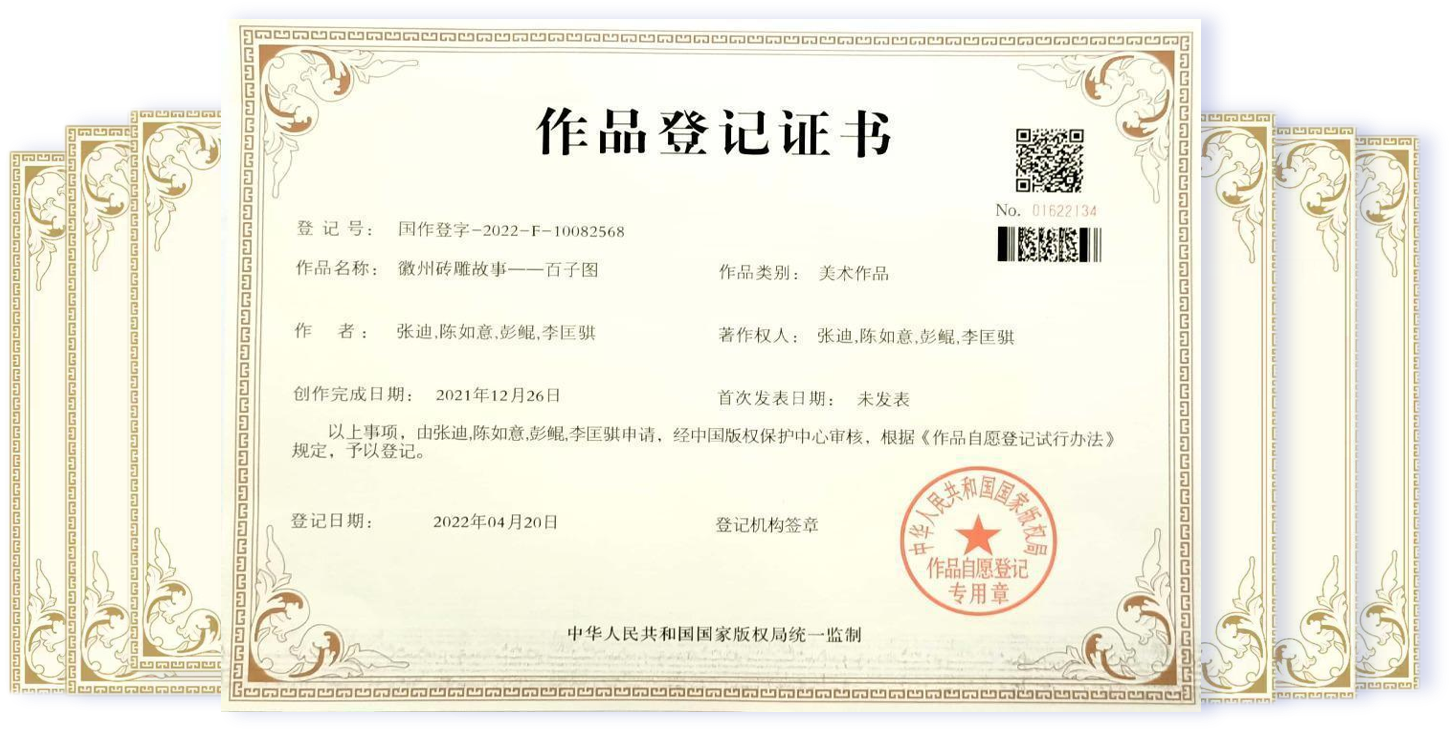 作品登记证书
No. 01622134
登 记 号： 国作登字-2022-F-10082568
作品名称： 徽州砖雕故事——百子图
作品类别： 美术作品
作 者： 张迪,陈如意,彭鲲,李匡骐
著作权人： 张迪,陈如意,彭鲲,李匡骐
创作完成日期： 2021年12月26日
首次发表日期： 未发表
以上事项，由张迪,陈如意,彭鲲,李匡骐申请，经中国版权保护中心审核，根据《作品自愿登记试行办法》
规定，予以登记。
登记日期： 2022年04月20日
登记机构签章
中华人民共和国国家版权局
作品自愿登记
专用章
中华人民共和国国家版权局统一监制